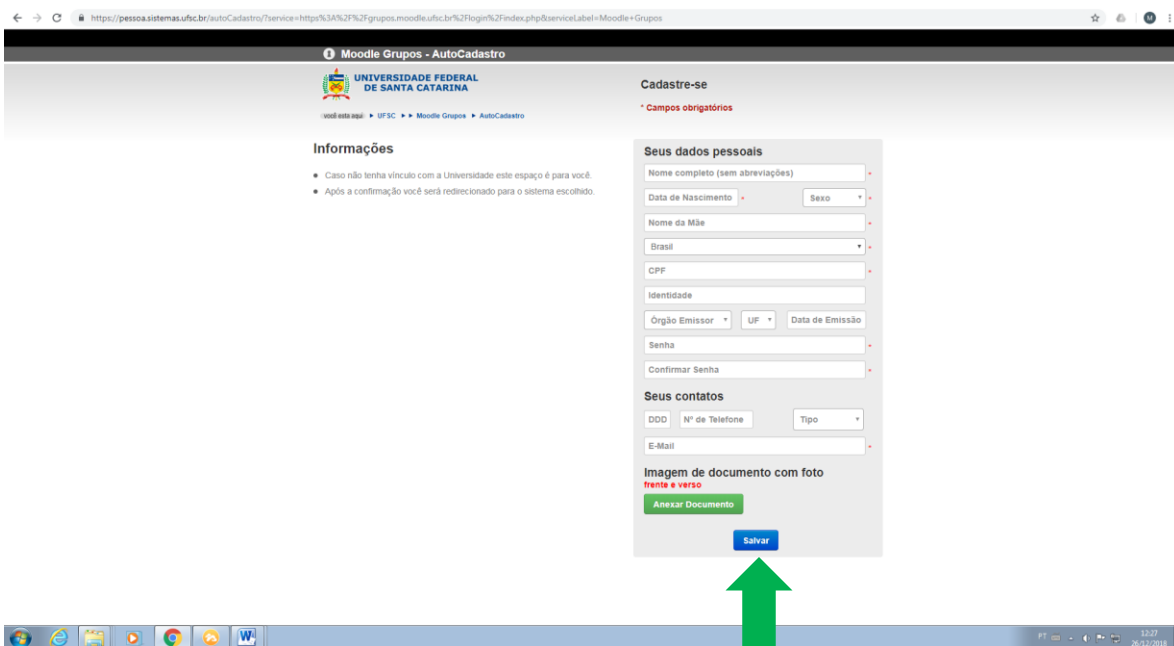 https://pessoa.sistemas.ufsc.br/autoCadastro/?service=https%3A%2F%2Fgrupos.moodle.ufsc.br%2Flogin%2Findex.php&serviceLabel=Moodle+Grupos
M
Moodle Grupos - AutoCadastro
UNIVERSIDADE FEDERAL
DE SANTA CATARINA
você esta aqui: UFSC Moodle Grupos AutoCadastro
Cadastre-se
* Campos obrigatórios
Informações
Caso não tenha vínculo com a Universidade este espaço é para você.
Após a confirmação você será redirecionado para o sistema escolhido.
Seus dados pessoais
Nome completo (sem abreviações) *
Data de Nascimento * Sexo *
Nome da Mãe *
Brasil *
CPF *
Identidade
Órgão Emissor UF Data de Emissão
Senha *
Confirmar Senha *
Seus contatos
DDD Nº de Telefone Tipo
E-Mail *
Imagem de documento com foto
frente e verso
Anexar Documento
Salvar
PT 12:27
26/12/2018